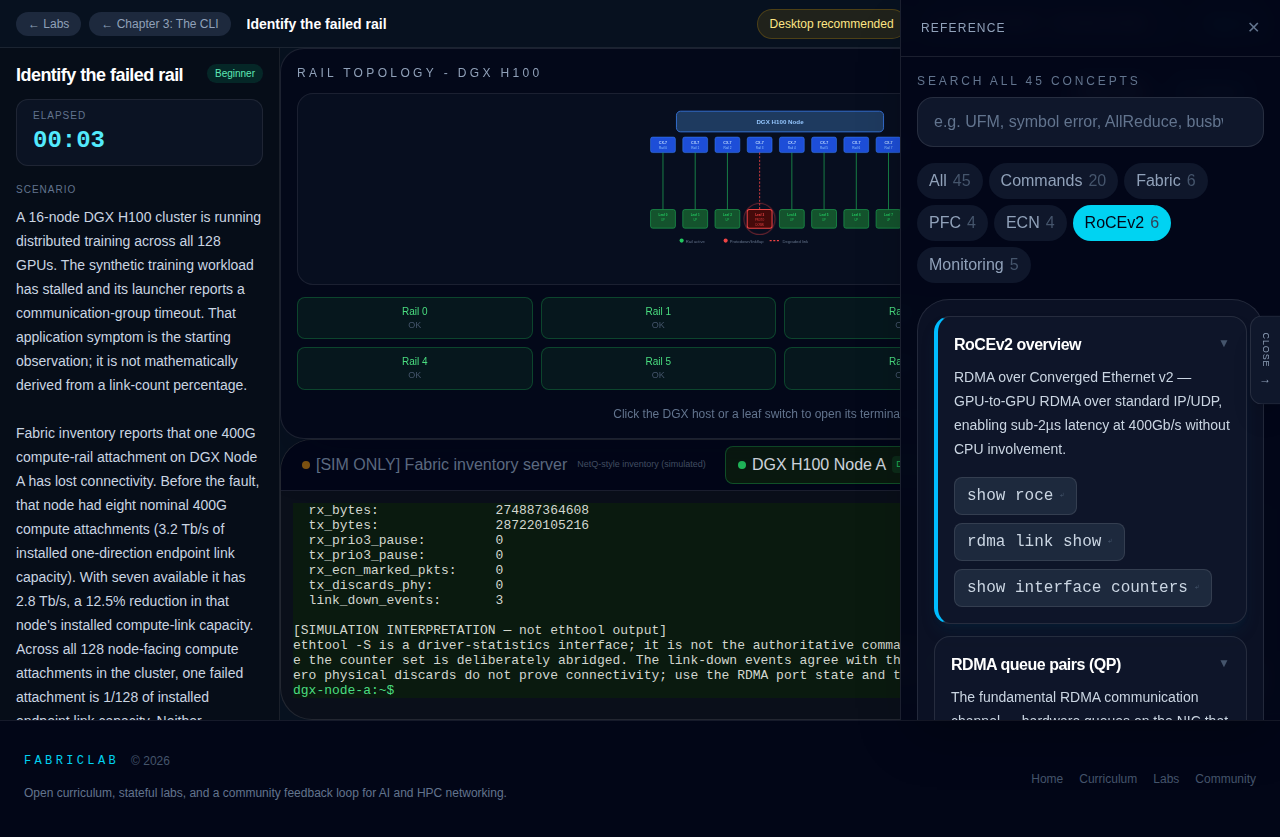 ← Labs
← Chapter 3: The CLI
Identify the failed rail
Desktop recommended
Identify the failed rail
Beginner
ELAPSED
00:03
SCENARIO
A 16-node DGX H100 cluster is running
distributed training across all 128
GPUs. The synthetic training workload
has stalled and its launcher reports a
communication-group timeout. That
application symptom is the starting
observation; it is not mathematically
derived from a link-count percentage.
Fabric inventory reports that one 400G
compute-rail attachment on DGX Node
A has lost connectivity. Before the fault,
that node had eight nominal 400G
compute attachments (3.2 Tb/s of
installed one-direction endpoint link
capacity). With seven available it has
2.8 Tb/s, a 12.5% reduction in that
node's installed compute-link capacity.
Across all 128 node-facing compute
attachments in the cluster, one failed
attachment is 1/128 of installed
endpoint link capacity. Neither
RAIL TOPOLOGY - DGX H100
DGX H100 Node
Rail 0
OK
Rail 1
OK
Rail 4
OK
Rail 5
OK
Click the DGX host or a leaf switch to open its termina
[SIM ONLY] Fabric inventory server
NetQ-style inventory (simulated)
DGX H100 Node A
rx_bytes: 274887364608
tx_bytes: 287220105216
rx_prio3_pause: 0
tx_prio3_pause: 0
rx_ecn_marked_pkts: 0
tx_discards_phy: 0
link_down_events: 3
[SIMULATION INTERPRETATION — not ethtool output]
ethtool -S is a driver-statistics interface; it is not the authoritative comma
e the counter set is deliberately abridged. The link-down events agree with th
ero physical discards do not prove connectivity; use the RDMA port state and t
dgx-node-a:~$
REFERENCE
✕
SEARCH ALL 45 CONCEPTS
e.g. UFM, symbol error, AllReduce, busb
All 45
Commands 20
Fabric 6
PFC 4
ECN 4
RoCEv2 6
Monitoring 5
RoCEv2 overview ▼
RDMA over Converged Ethernet v2 —
GPU-to-GPU RDMA over standard IP/UDP,
enabling sub-2µs latency at 400Gb/s without
CPU involvement.
show roce
rdma link show
show interface counters
CLOSE →
RDMA queue pairs (QP) ▼
The fundamental RDMA communication
channel — hardware queues on the NIC that
FABRICLAB © 2026
Open curriculum, stateful labs, and a community feedback loop for AI and HPC networking.
Home
Curriculum
Labs
Community